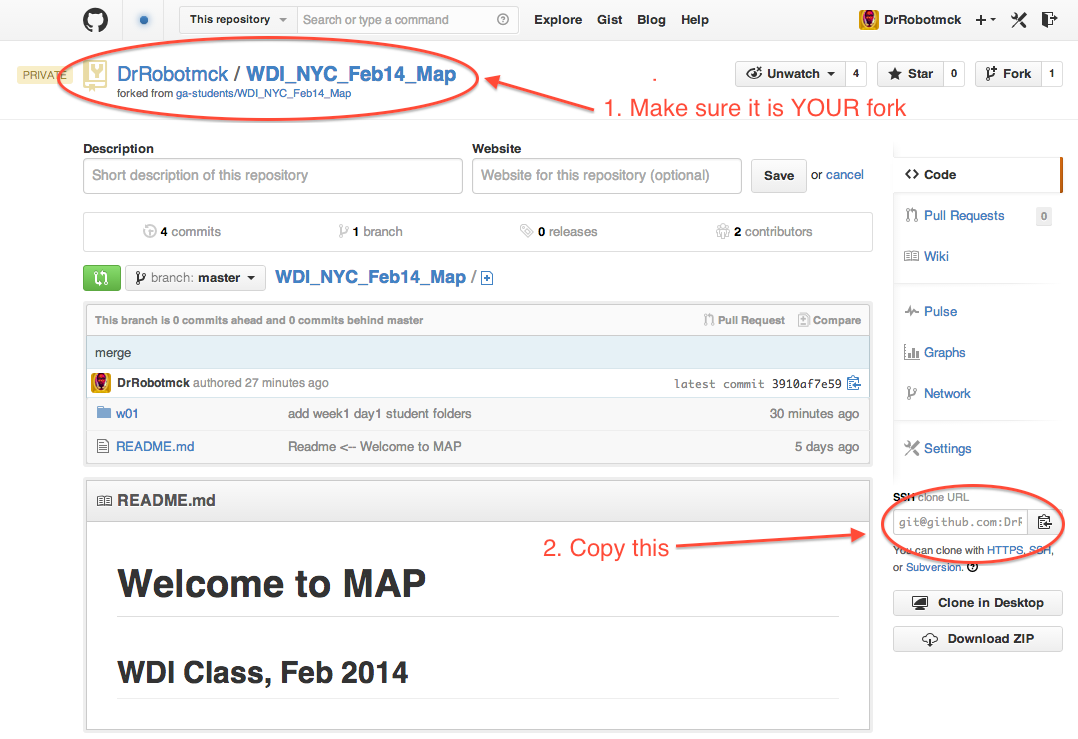 This repository
Search or type a command
Explore Gist Blog Help
DrRobotmck
PRIVATE
DrRobotmck / WDI_NYC_Feb14_Map
forked from ga-students/WDI_NYC_Feb14_Map
Unwatch 4
Star 0
Fork 1
1. Make sure it is YOUR fork
Description
Website
Short description of this repository
Website for this repository (optional)
Save or cancel
4 commits
1 branch
0 releases
2 contributors
branch: master
WDI_NYC_Feb14_Map /
This branch is 0 commits ahead and 0 commits behind master
Pull Request
Compare
merge
DrRobotmck authored 27 minutes ago
latest commit 3910af7e59
w01 add week1 day1 student folders 30 minutes ago
README.md Readme <-- Welcome to MAP 5 days ago
README.md
Welcome to MAP
WDI Class, Feb 2014
Code
Pull Requests 0
Wiki
Pulse
Graphs
Network
Settings
SSH clone URL
git@github.com:DrR
2. Copy this
You can clone with HTTPS, SSH,
or Subversion.
Clone in Desktop
Download ZIP